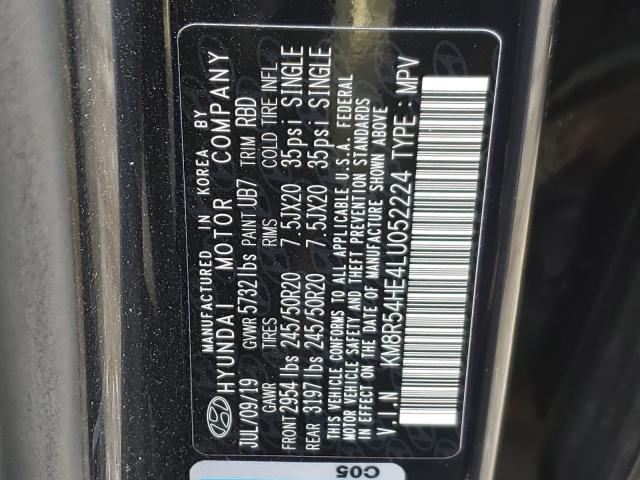 MANUFACTURED IN KOREA BY
HYUNDAI MOTOR COMPANY
JUL/09/19 GVWR 5732 lbs PAINT UB7 TRIM RBD
GAWR TIRES RIMS COLD TIRE INFL
FRONT 2954 lbs 245/50R20 7.5JX20 35psi SINGLE
REAR 3197 lbs 245/50R20 7.5JX20 35psi SINGLE
THIS VEHICLE CONFORMS TO ALL APPLICABLE U.S.A. FEDERAL
MOTOR VEHICLE SAFETY AND THEFT PREVENTION STANDARDS
IN EFFECT ON THE DATE OF MANUFACTURE SHOWN ABOVE
V.I.N KM8R54HE4LU052224 TYPE : MPV
C05